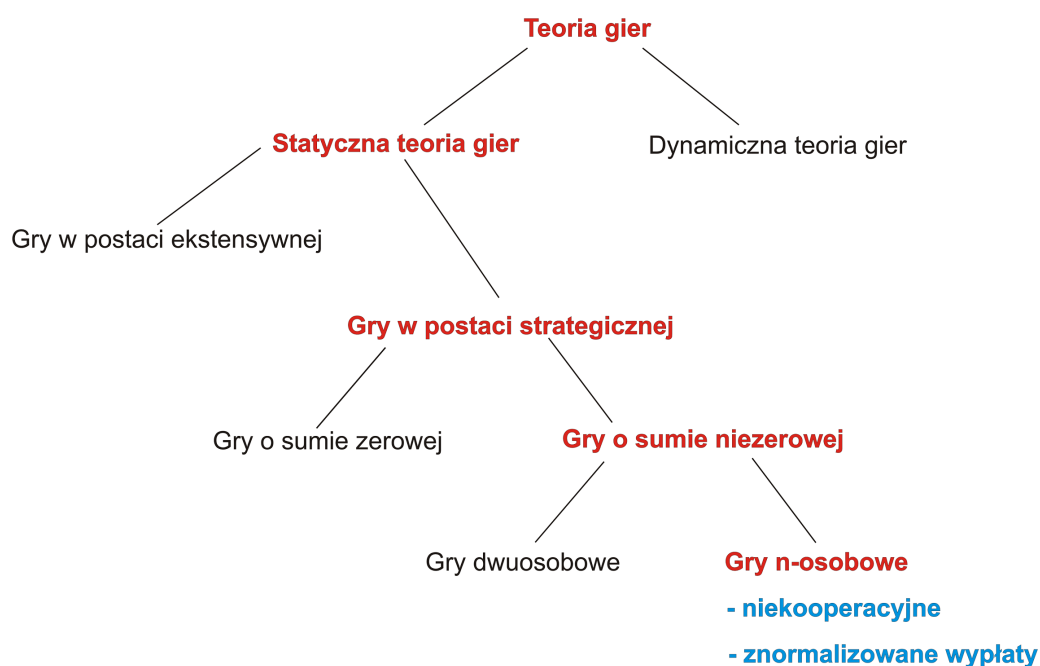 Teoria gier
Statyczna teoria gier
Dynamiczna teoria gier
Gry w postaci ekstensywnej
Gry w postaci strategicznej
Gry o sumie zerowej
Gry o sumie niezerowej
Gry dwuosobowe
Gry n-osobowe
- niekooperacyjne
- znormalizowane wypłaty